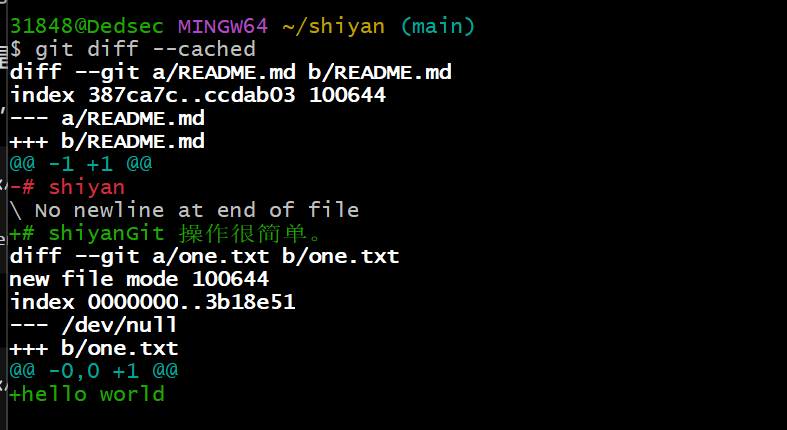 31848@Dedsec MINGW64 ~/shiyan (main)
$ git diff --cached
diff --git a/README.md b/README.md
index 387ca7c..ccdab03 100644
--- a/README.md
+++ b/README.md
@@ -1 +1 @@
-# shiyan
\ No newline at end of file
+# shiyanGit 操作很简单。
diff --git a/one.txt b/one.txt
new file mode 100644
index 0000000..3b18e51
--- /dev/null
+++ b/one.txt
@@ -0,0 +1 @@
+hello world